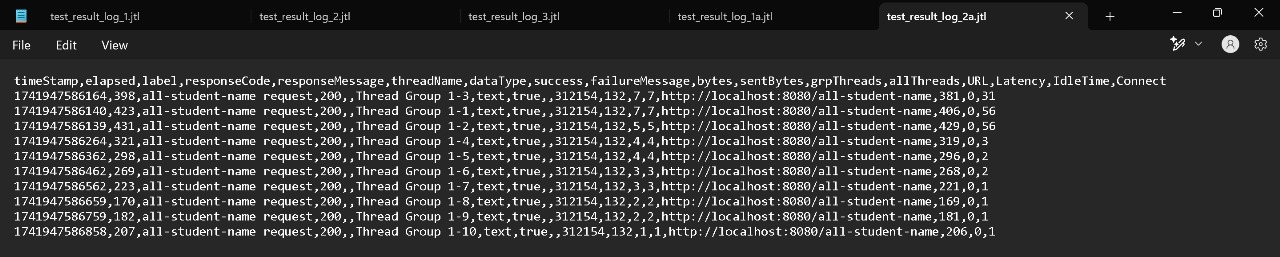 test_result_log_1.jtl test_result_log_2.jtl test_result_log_3.jtl test_result_log_1a.jtl test_result_log_2a.jtl
File Edit View
timeStamp,elapsed,label,responseCode,responseMessage,threadName,dataType,success,failureMessage,bytes,sentBytes,grpThreads,allThreads,URL,Latency,IdleTime,Connect
1741947586164,398,all-student-name request,200,,Thread Group 1-3,text,true,,312154,132,7,7,http://localhost:8080/all-student-name,381,0,31
1741947586140,423,all-student-name request,200,,Thread Group 1-1,text,true,,312154,132,7,7,http://localhost:8080/all-student-name,406,0,56
1741947586139,431,all-student-name request,200,,Thread Group 1-2,text,true,,312154,132,5,5,http://localhost:8080/all-student-name,429,0,56
1741947586264,321,all-student-name request,200,,Thread Group 1-4,text,true,,312154,132,4,4,http://localhost:8080/all-student-name,319,0,3
1741947586362,298,all-student-name request,200,,Thread Group 1-5,text,true,,312154,132,4,4,http://localhost:8080/all-student-name,296,0,2
1741947586462,269,all-student-name request,200,,Thread Group 1-6,text,true,,312154,132,3,3,http://localhost:8080/all-student-name,268,0,2
1741947586562,223,all-student-name request,200,,Thread Group 1-7,text,true,,312154,132,3,3,http://localhost:8080/all-student-name,221,0,1
1741947586659,170,all-student-name request,200,,Thread Group 1-8,text,true,,312154,132,2,2,http://localhost:8080/all-student-name,169,0,1
1741947586759,182,all-student-name request,200,,Thread Group 1-9,text,true,,312154,132,2,2,http://localhost:8080/all-student-name,181,0,1
1741947586858,207,all-student-name request,200,,Thread Group 1-10,text,true,,312154,132,1,1,http://localhost:8080/all-student-name,206,0,1